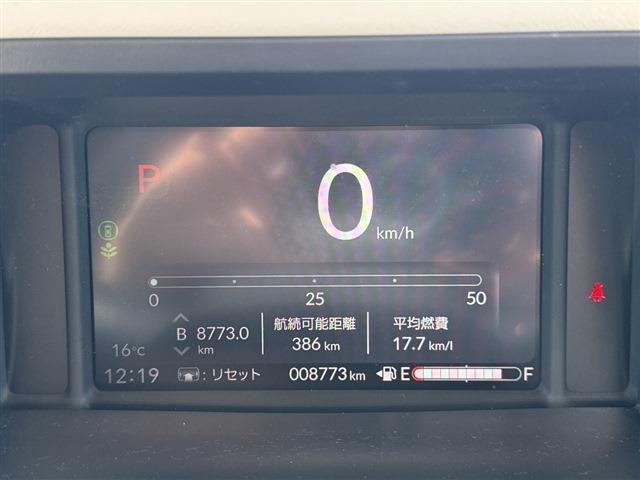 P
0 km/h
0 25 50
B 8773.0 km
航続可能距離
386 km
平均燃費
17.7 km/l
16°C
12:19
: リセット
008773 km
E F